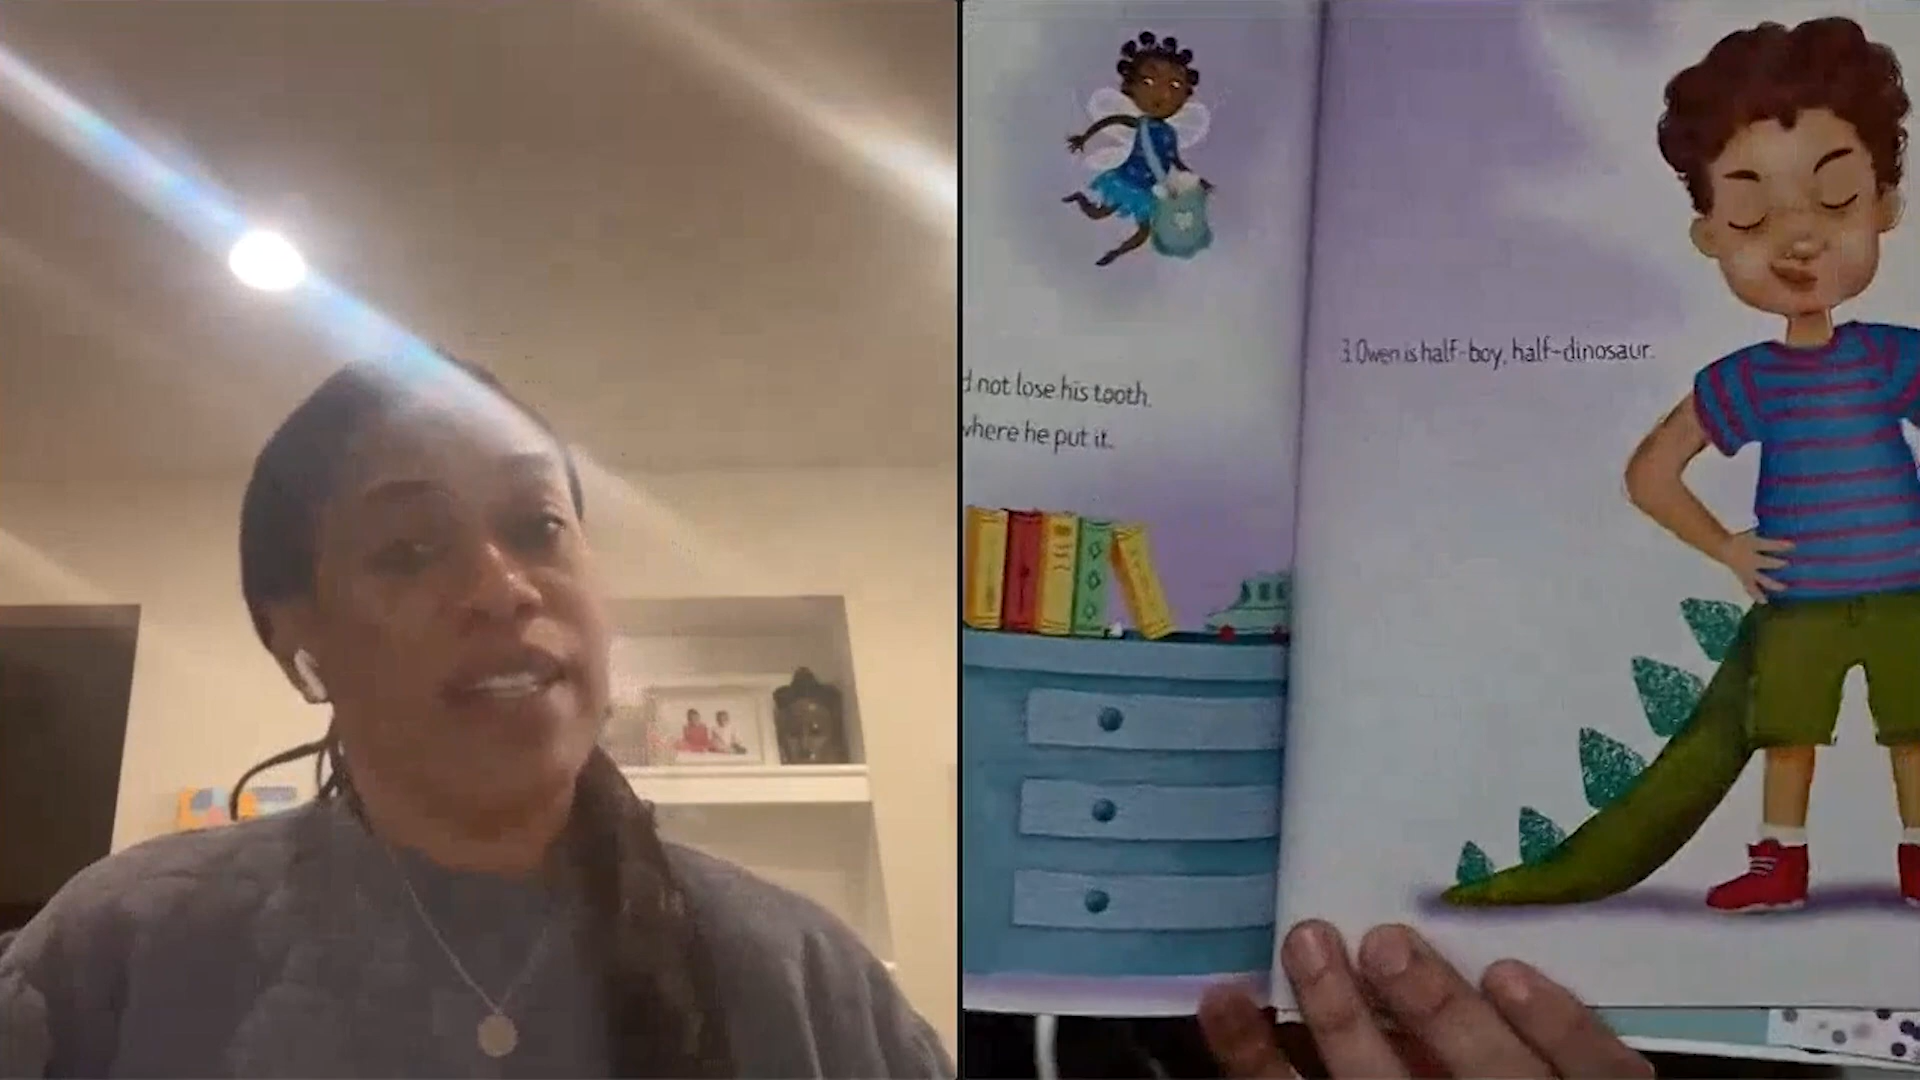 not lose his tooth.
where he put it.
3. Owen is half-boy, half-dinosaur.